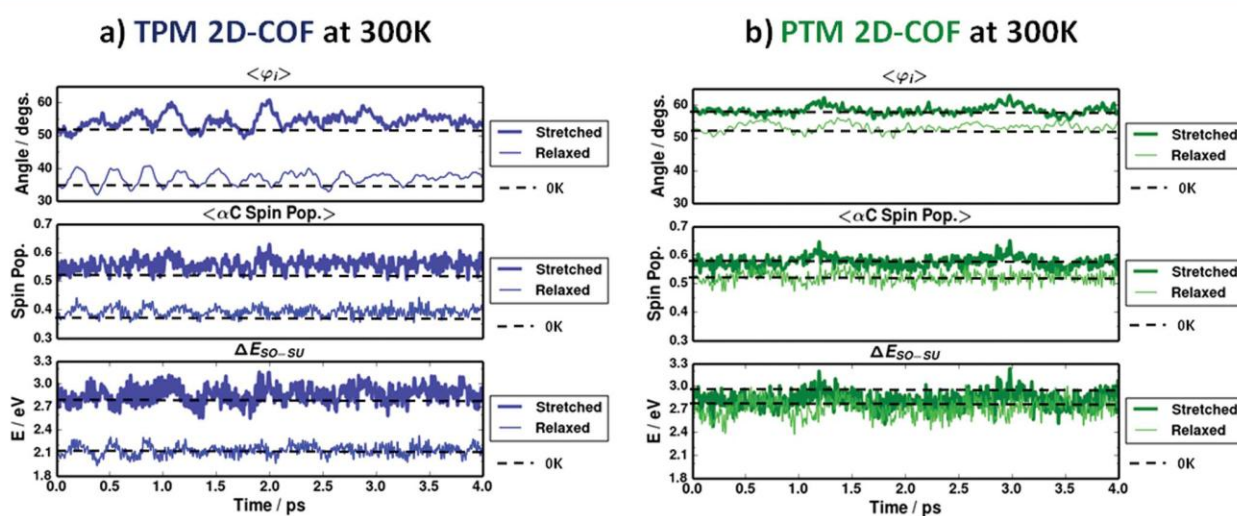 a) TPM 2D-COF at 300K
<φi>
60
50
40
30
Angle / degs.
Stretched
Relaxed
0K
<αC Spin Pop.>
0.7
0.6
0.5
0.4
0.3
Spin Pop.
Stretched
Relaxed
0K
ΔESO-SU
3.3
3.0
2.7
2.4
2.1
1.8
E / eV
Stretched
Relaxed
0K
0.0 0.5 1.0 1.5 2.0 2.5 3.0 3.5 4.0
Time / ps
b) PTM 2D-COF at 300K
<φi>
60
50
40
30
Angle / degs.
Stretched
Relaxed
0K
<αC Spin Pop.>
0.7
0.6
0.5
0.4
0.3
Spin Pop.
Stretched
Relaxed
0K
ΔESO-SU
3.3
3.0
2.7
2.4
2.1
1.8
E / eV
Stretched
Relaxed
0K
0.0 0.5 1.0 1.5 2.0 2.5 3.0 3.5 4.0
Time / ps